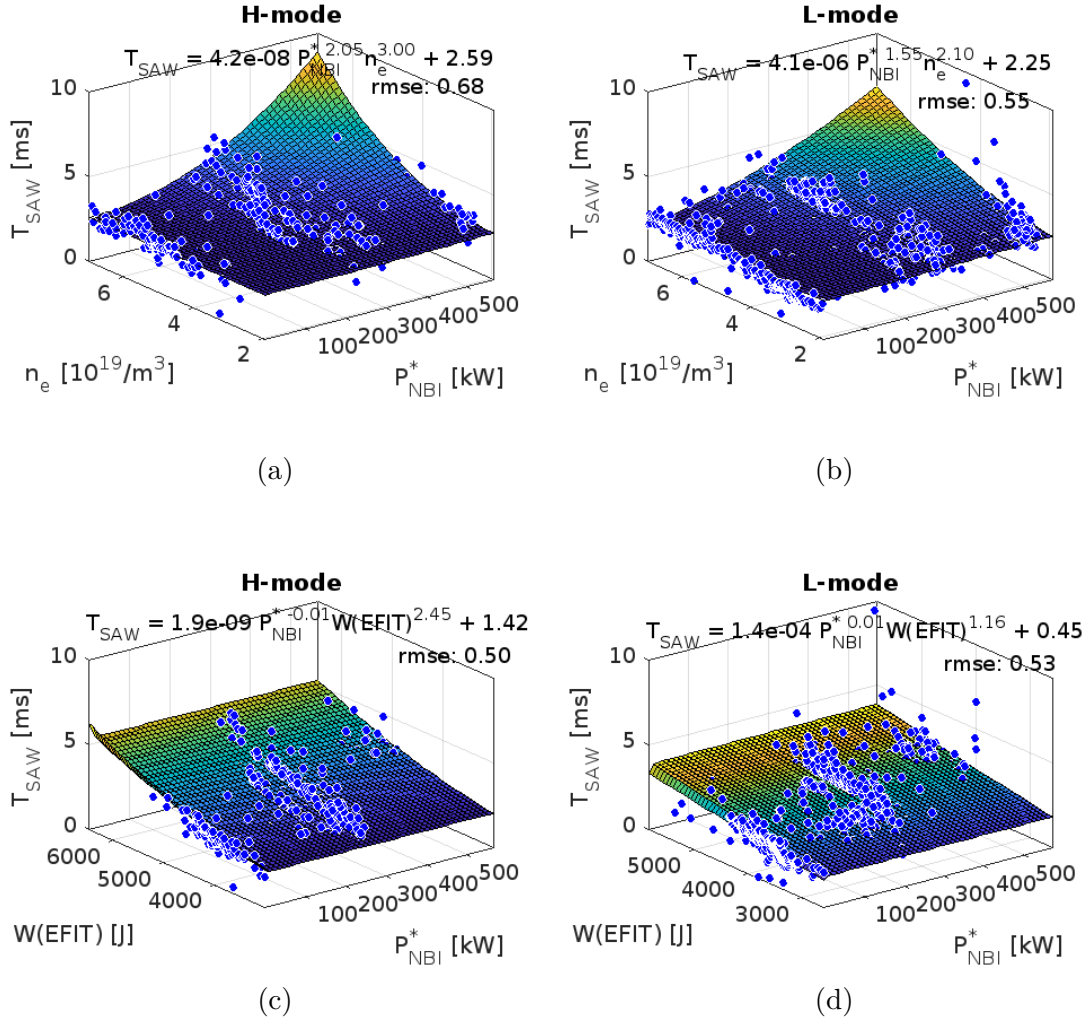 H-mode
T_SAW = 4.2e-08 P*_NBI^2.05 n_e^3.00 + 2.59
rmse: 0.68
10
5
0
T_SAW [ms]
6
4
2
n_e [10^19/m^3]
100 200 300 400 500
P*_NBI [kW]
(a)
L-mode
T_SAW = 4.1e-06 P*_NBI^1.55 n_e^2.10 + 2.25
rmse: 0.55
10
5
0
T_SAW [ms]
6
4
2
n_e [10^19/m^3]
100 200 300 400 500
P*_NBI [kW]
(b)
H-mode
T_SAW = 1.9e-09 P*_NBI^-0.01 W(EFIT)^2.45 + 1.42
rmse: 0.50
10
5
0
T_SAW [ms]
6000
5000
4000
W(EFIT) [J]
100 200 300 400 500
P*_NBI [kW]
(c)
L-mode
T_SAW = 1.4e-04 P*_NBI^0.01 W(EFIT)^1.16 + 0.45
rmse: 0.53
10
5
0
T_SAW [ms]
5000
4000
3000
W(EFIT) [J]
100 200 300 400 500
P*_NBI [kW]
(d)